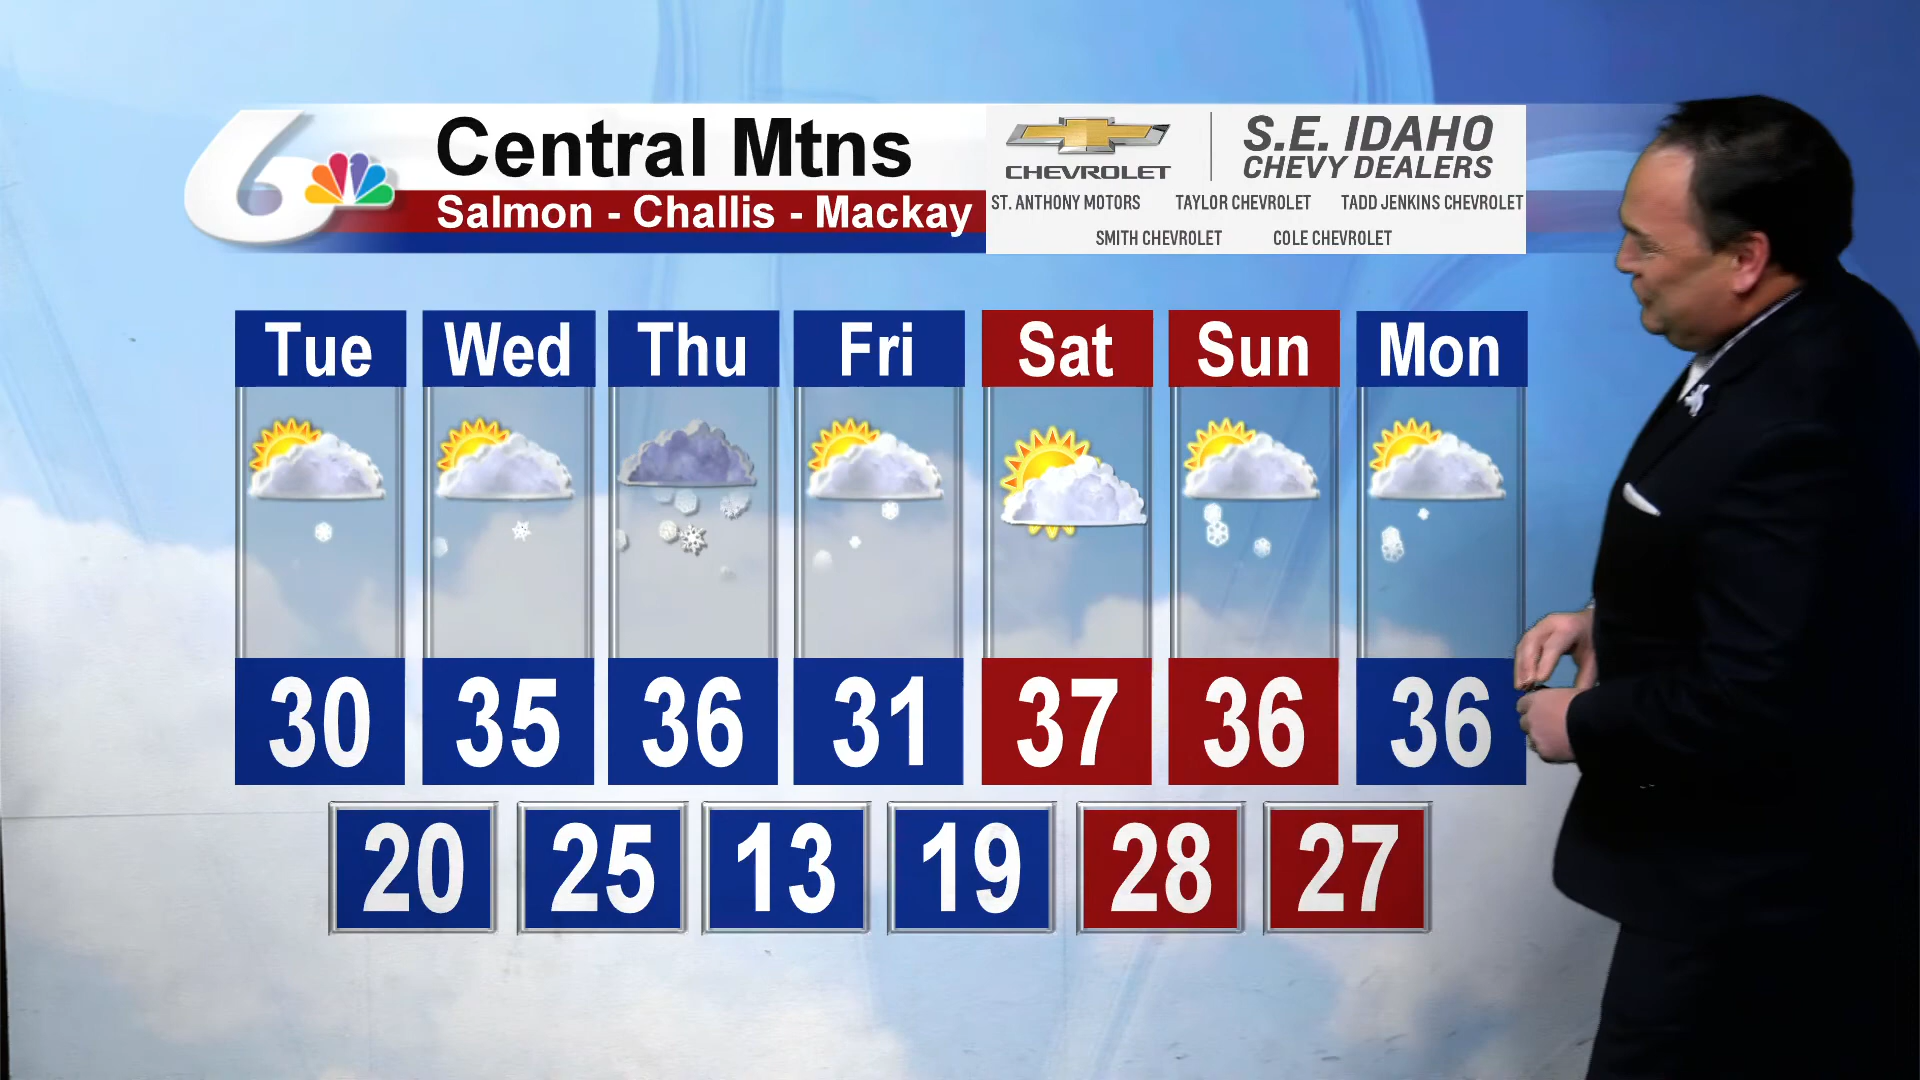 6
Central Mtns
Salmon - Challis - Mackay
CHEVROLET
S.E. IDAHO
CHEVY DEALERS
ST. ANTHONY MOTORS TAYLOR CHEVROLET TADD JENKINS CHEVROLET
SMITH CHEVROLET COLE CHEVROLET
Tue Wed Thu Fri Sat Sun Mon
30 35 36 31 37 36 36
20 25 13 19 28 27